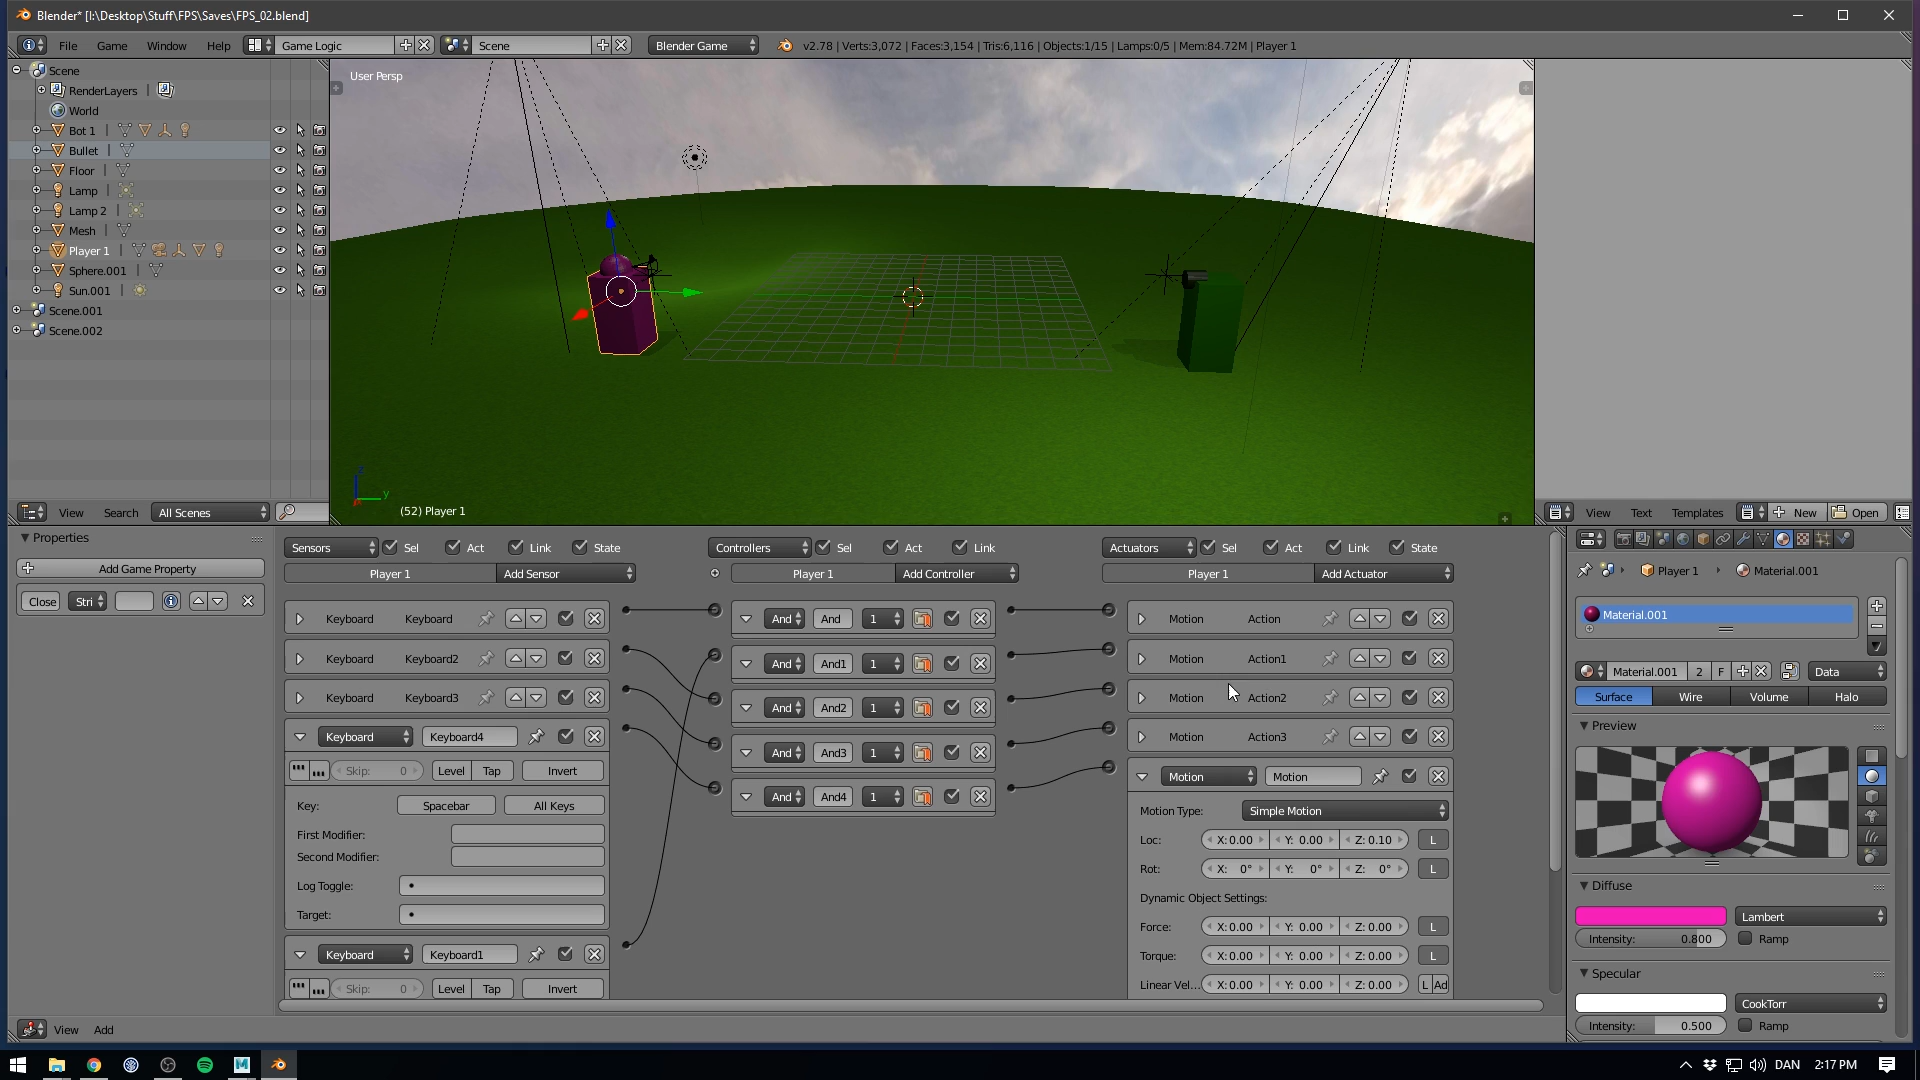 Blender* [I:\Desktop\Stuff\FPS\Saves\FPS_02.blend]
File Game Window Help Game Logic Scene Blender Game v2.78 | Verts:3,072 | Faces:3,154 | Tris:6,116 | Objects:1/15 | Lamps:0/5 | Mem:84.72M | Player 1
Scene
RenderLayers |
World
Bot 1 |
Bullet |
Floor |
Lamp |
Lamp 2 |
Mesh |
Player 1 |
Sphere.001 |
Sun.001 |
Scene.001
Scene.002
User Persp
z
y
(52) Player 1
View Search All Scenes
View Text Templates New Open
Properties
Add Game Property
Close Stri
Sensors Sel Act Link State Controllers Sel Act Link Actuators Sel Act Link State
Player 1 Add Sensor Player 1 Add Controller Player 1 Add Actuator
Keyboard Keyboard And And 1 Motion Action
Keyboard Keyboard2 And And1 1 Motion Action1
Keyboard Keyboard3 And And2 1 Motion Action2
Keyboard Keyboard4 And And3 1 Motion Action3
Skip: 0 Level Tap Invert And And4 1 Motion Motion
Key: Spacebar All Keys
First Modifier:
Second Modifier:
Log Toggle:
Target:
Keyboard Keyboard1
Skip: 0 Level Tap Invert
Motion Type: Simple Motion
Loc: X:0.00 Y: 0.00 Z: 0.10 L
Rot: X: 0° Y: 0° Z: 0° L
Dynamic Object Settings:
Force: X:0.00 Y: 0.00 Z: 0.00 L
Torque: X:0.00 Y: 0.00 Z: 0.00 L
Linear Vel... X:0.00 Y: 0.00 Z: 0.00 L Ad
View Add
Player 1 Material.001
Material.001
Material.001 2 F Data
Surface Wire Volume Halo
Preview
Diffuse
Lambert
Intensity: 0.800 Ramp
Specular
CookTorr
Intensity: 0.500 Ramp
DAN 2:17 PM